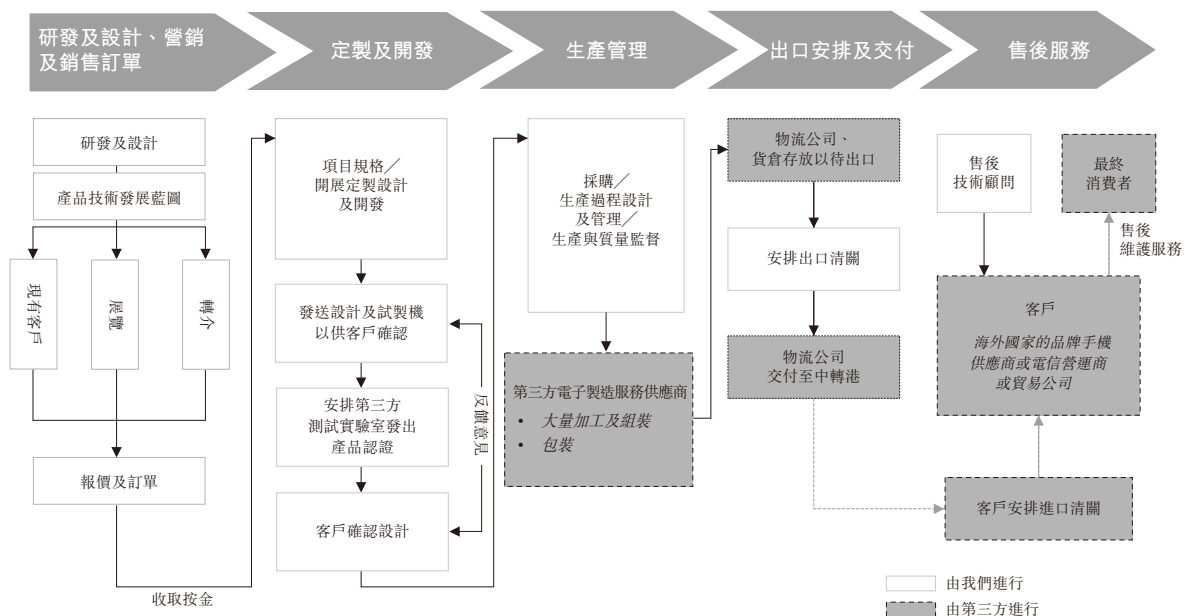 研發及設計、營銷
及銷售訂單
定製及開發
生產管理
出口安排及交付
售後服務
研發及設計
產品技術發展藍圖
現有客戶
展覽
轉介
報價及訂單
收取按金
項目規格／
開展定製設計
及開發
發送設計及試製機
以供客戶確認
安排第三方
測試實驗室發出
產品認證
客戶確認設計
反饋意見
採購／
生產過程設計
及管理／
生產與質量監督
第三方電子製造服務供應商
• 大量加工及組裝
• 包裝
物流公司、
貨倉存放以待出口
安排出口清關
物流公司
交付至中轉港
售後
技術顧問
最終
消費者
售後
維護服務
客戶
海外國家的品牌手機
供應商或電信營運商
或貿易公司
客戶安排進口清關
由我們進行
由第三方進行